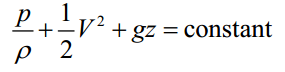 p/ρ + 1/2 V² + gz = constant